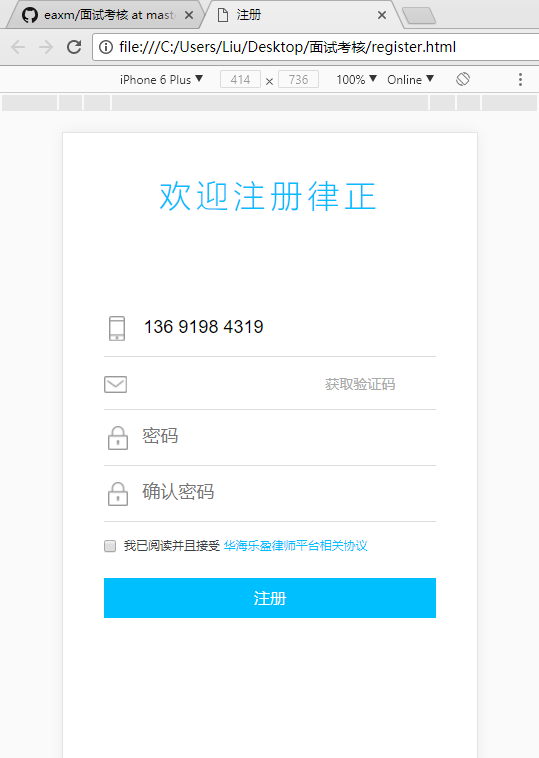 eaxm/面试考核 at mast
注册
file:///C:/Users/Liu/Desktop/面试考核/register.html
iPhone 6 Plus 414 × 736 100% Online
欢迎注册律正
136 9198 4319
获取验证码
密码
确认密码
我已阅读并且接受 华海乐盈律师平台相关协议
注册